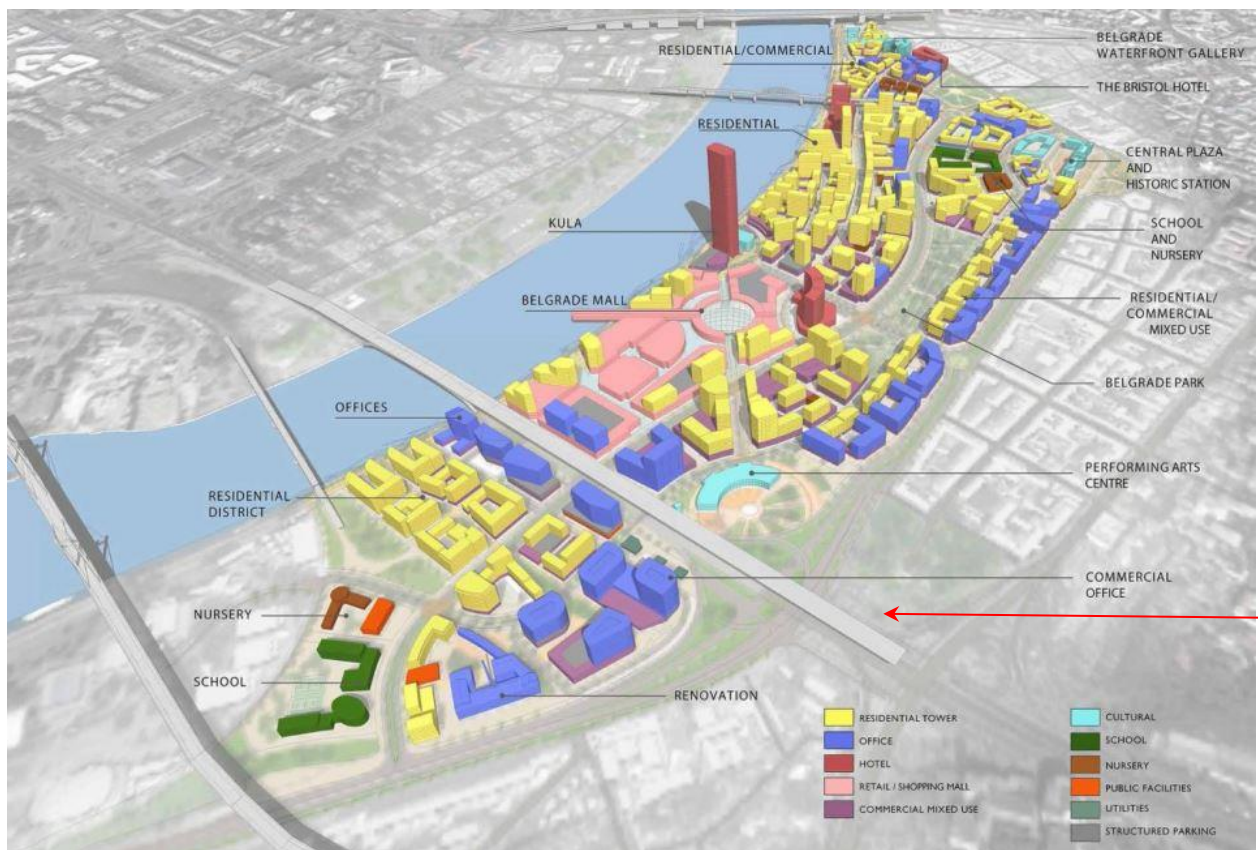 BELGRADE
WATERFRONT GALLERY
RESIDENTIAL/COMMERCIAL
THE BRISTOL HOTEL
RESIDENTIAL
CENTRAL PLAZA
AND
HISTORIC STATION
KULA
SCHOOL
AND
NURSERY
BELGRADE MALL
RESIDENTIAL/
COMMERCIAL
MIXED USE
BELGRADE PARK
OFFICES
PERFORMING ARTS
CENTRE
RESIDENTIAL
DISTRICT
COMMERCIAL
OFFICE
NURSERY
SCHOOL
RENOVATION
RESIDENTIAL TOWER
OFFICE
HOTEL
RETAIL / SHOPPING MALL
COMMERCIAL MIXED USE
CULTURAL
SCHOOL
NURSERY
PUBLIC FACILITIES
UTILITIES
STRUCTURED PARKING